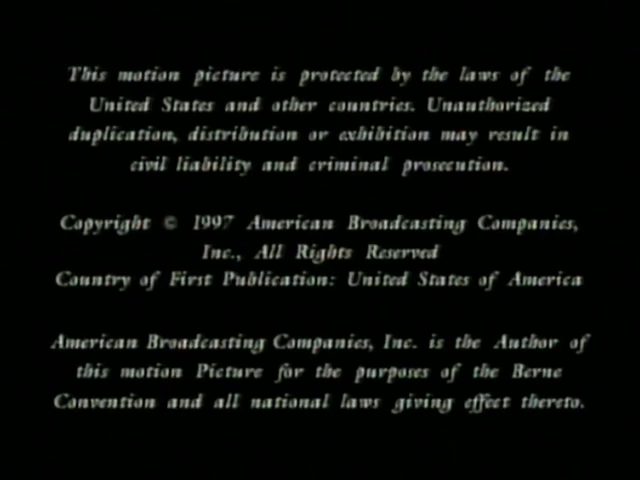 This motion picture is protected by the laws of the
United States and other countries. Unauthorized
duplication, distribution or exhibition may result in
civil liability and criminal prosecution.
Copyright © 1997 American Broadcasting Companies,
Inc., All Rights Reserved
Country of First Publication: United States of America
American Broadcasting Companies, Inc. is the Author of
this motion Picture for the purposes of the Berne
Convention and all national laws giving effect thereto.